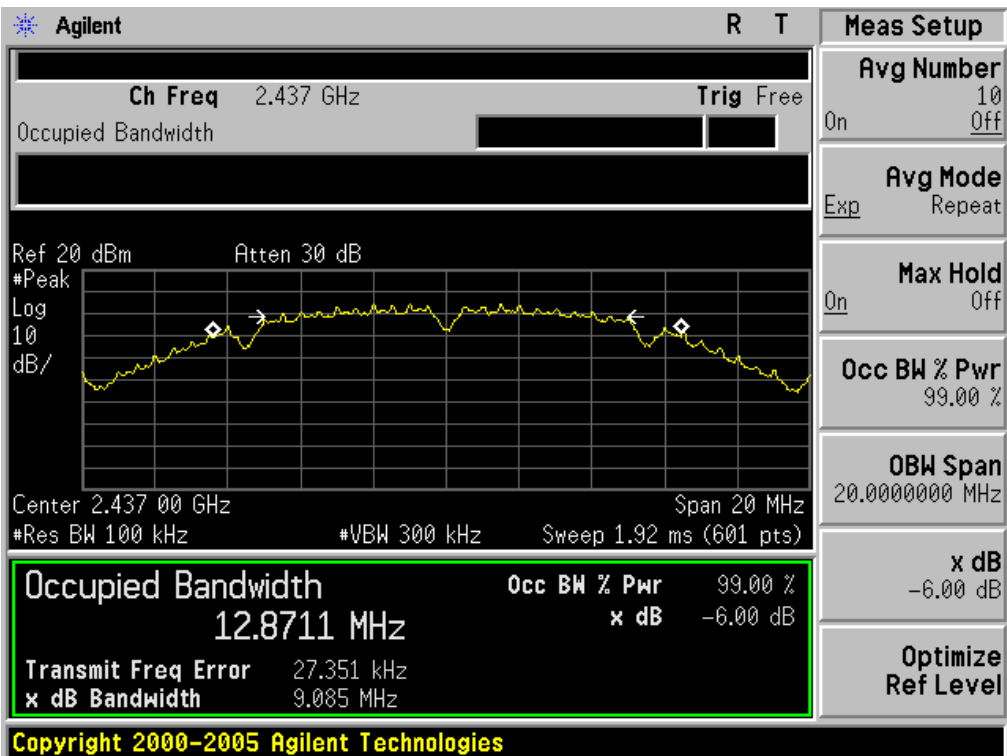 Agilent R T
Ch Freq 2.437 GHz Trig Free
Occupied Bandwidth
Ref 20 dBm Atten 30 dB
#Peak
Log
10
dB/
Center 2.437 00 GHz Span 20 MHz
#Res BW 100 kHz #VBW 300 kHz Sweep 1.92 ms (601 pts)
Occupied Bandwidth Occ BW % Pwr 99.00 %
12.8711 MHz x dB -6.00 dB
Transmit Freq Error 27.351 kHz
x dB Bandwidth 9.085 MHz
Copyright 2000-2005 Agilent Technologies
Meas Setup
Avg Number
10
On Off
Avg Mode
Exp Repeat
Max Hold
On Off
Occ BW % Pwr
99.00 %
OBW Span
20.0000000 MHz
x dB
-6.00 dB
Optimize
Ref Level